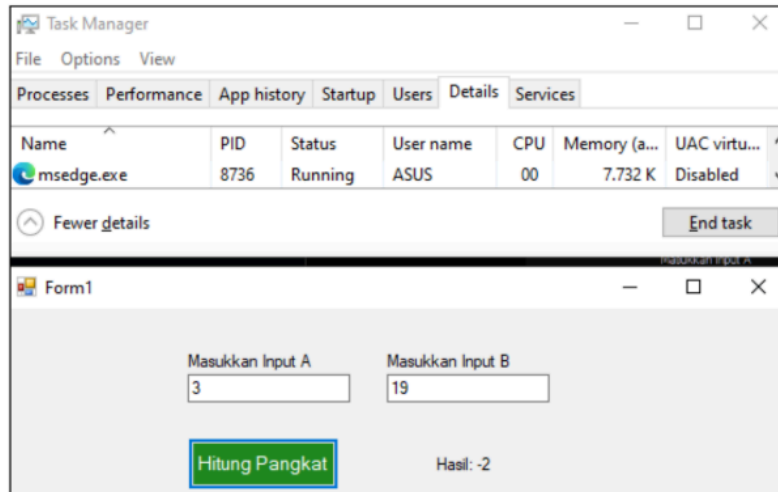 Task Manager
File Options View
Processes Performance App history Startup Users Details Services
Name PID Status User name CPU Memory (a... UAC virtu...
msedge.exe 8736 Running ASUS 00 7.732 K Disabled
Fewer details End task
Masukkan Input A
Form1
Masukkan Input A Masukkan Input B
3 19
Hitung Pangkat Hasil: -2